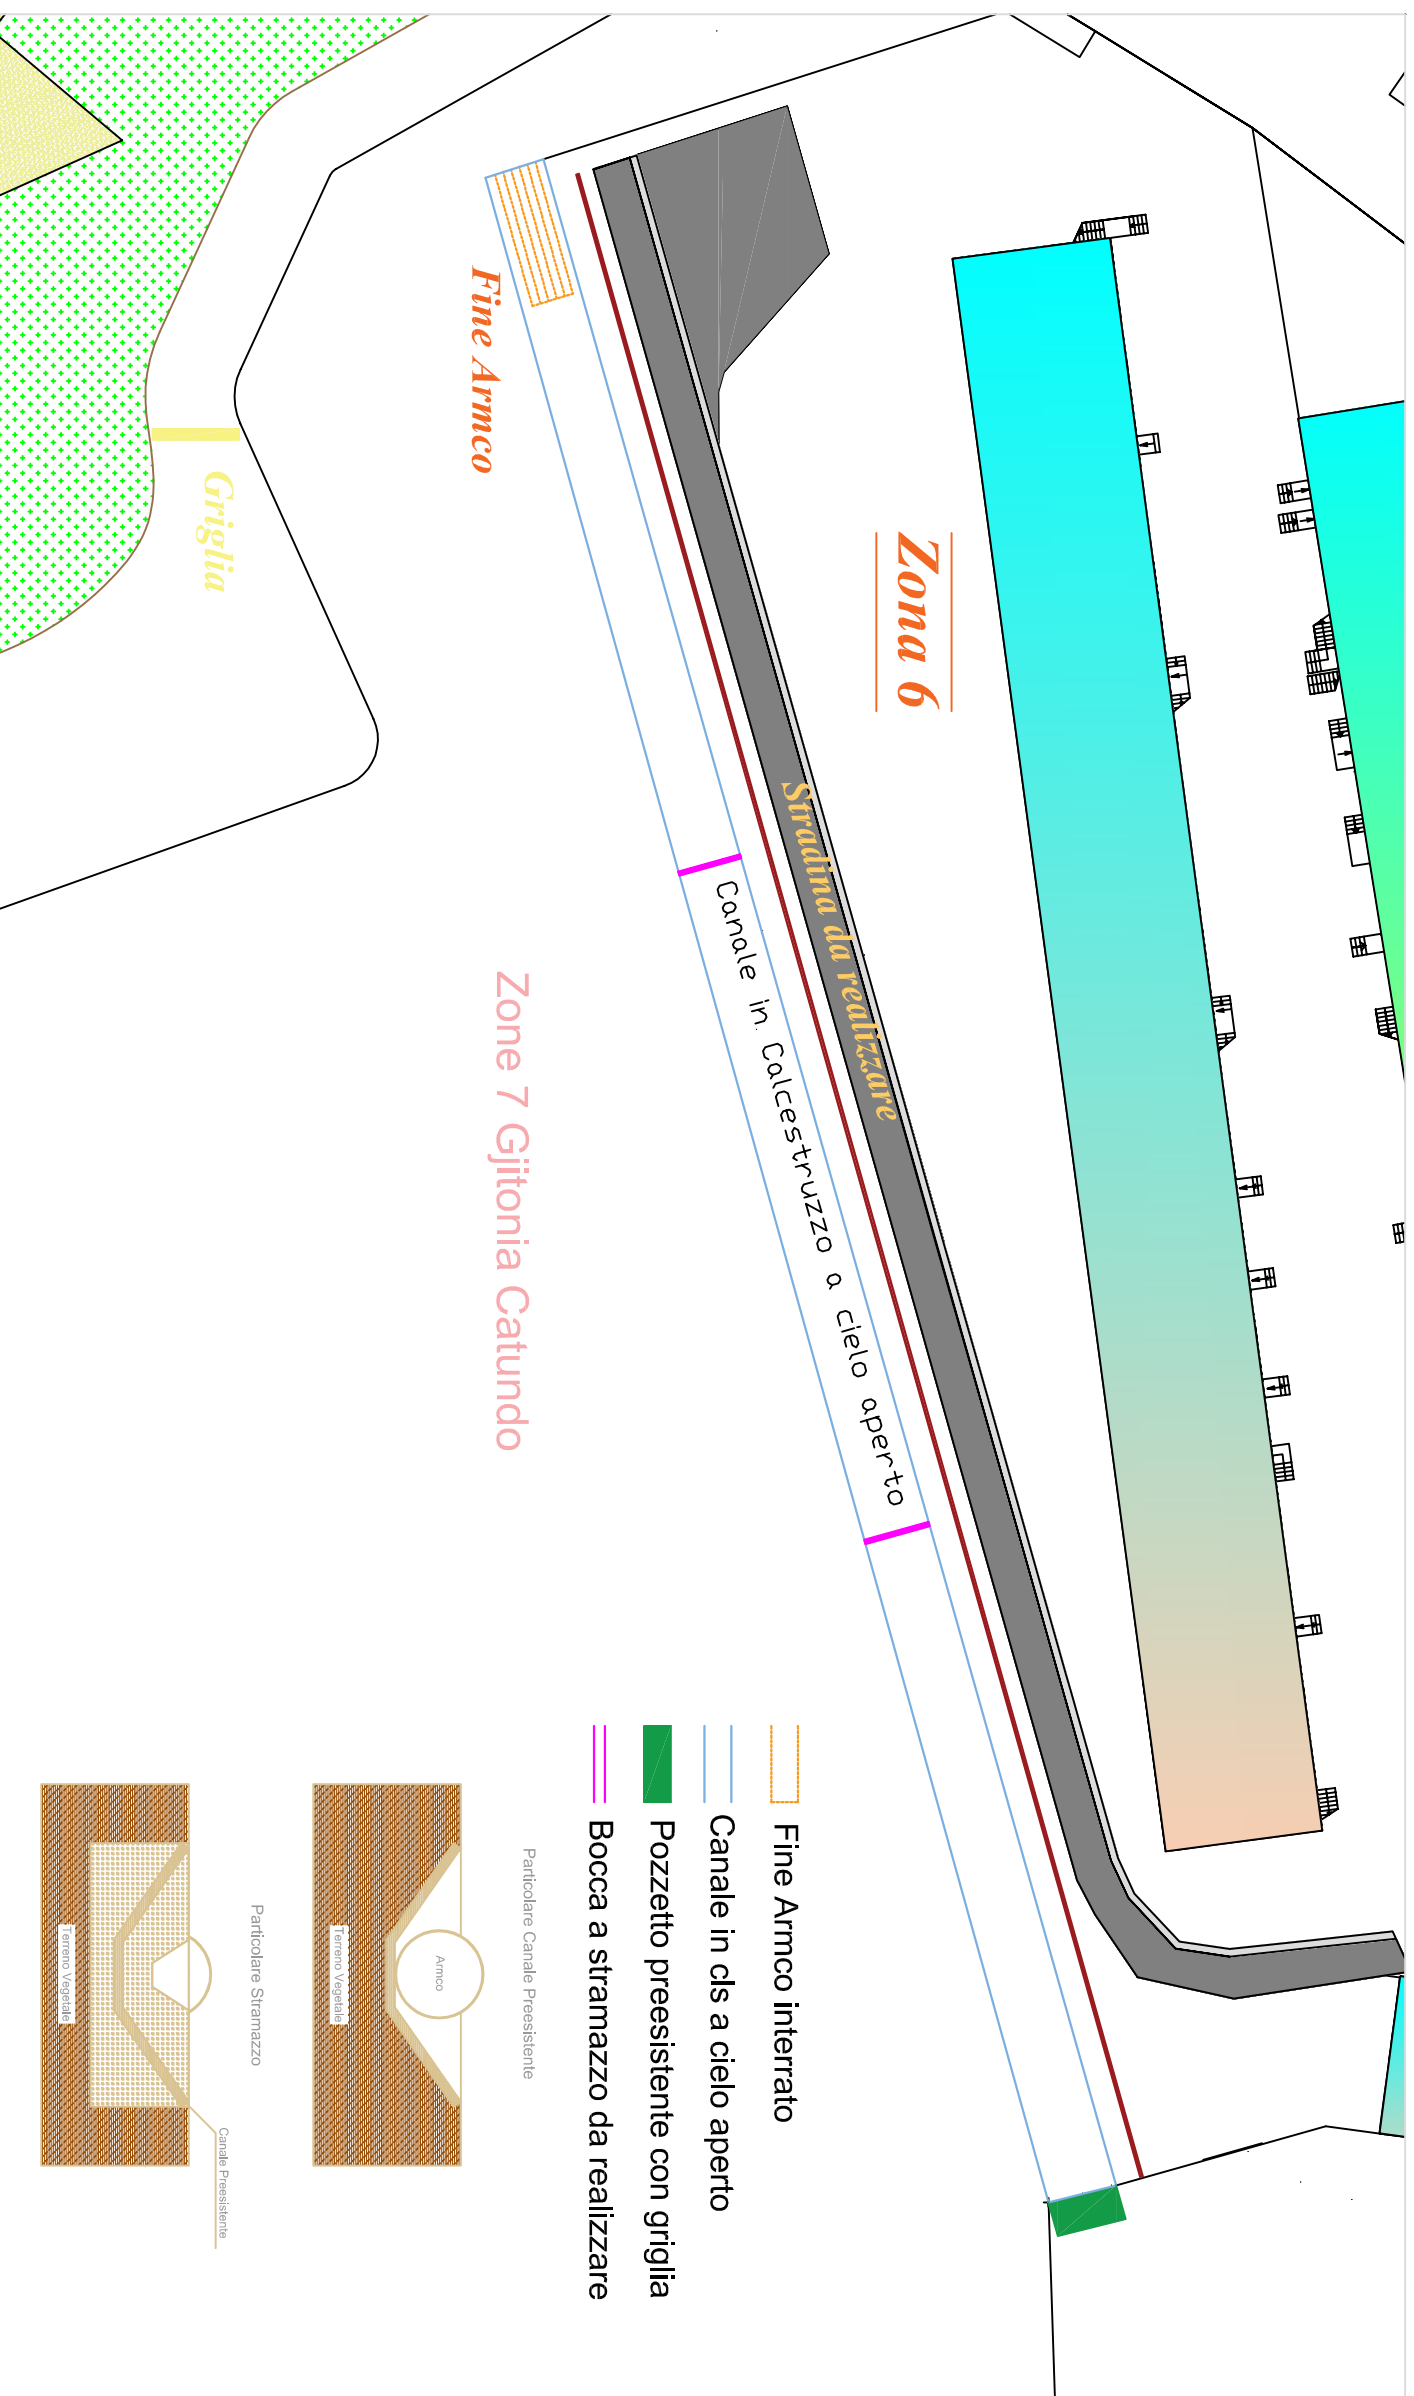 Zona 6
Stradina da realizzare
Fine Armco
Canale in Calcestruzzo a cielo aperto
Griglia
Zone 7 Gjitonia Catundo
Fine Armco interrato
Canale in cls a cielo aperto
Pozzetto preesistente con griglia
Bocca a stramazzo da realizzare
Particolare Canale Preesistente
Armco
Terreno Vegetale
Particolare Stramazzo
Canale Preesistente
Terreno Vegetale